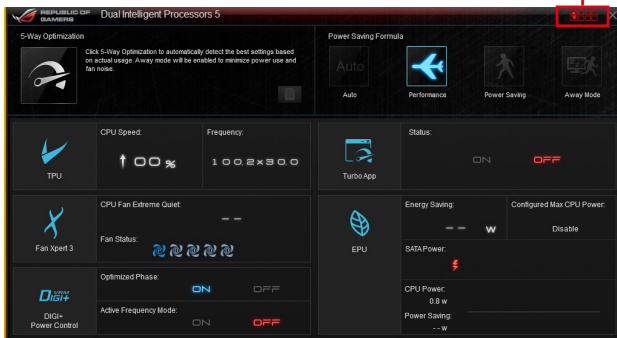 REPUBLIC OF
GAMERS
Dual Intelligent Processors 5
5-Way Optimization
Click 5-Way Optimization to automatically detect the best settings based
on actual usage. Away mode will be enabled to minimize power use and
fan noise.
Power Saving Formula
Auto
Auto
Performance
Power Saving
Away Mode
TPU
CPU Speed:
↑ 00 %
Frequency:
100.2x30.0
Turbo App
Status:
ON
OFF
Fan Xpert 3
CPU Fan Extreme Quiet:
--
Fan Status:
EPU
Energy Saving:
-- w
Configured Max CPU Power:
Disable
SATAPower:
CPU Power:
0.8 w
Power Saving:
-- w
VRM
DIGI+
DIGI+
Power Control
Optimized Phase:
ON
OFF
Active Frequency Mode:
ON
OFF